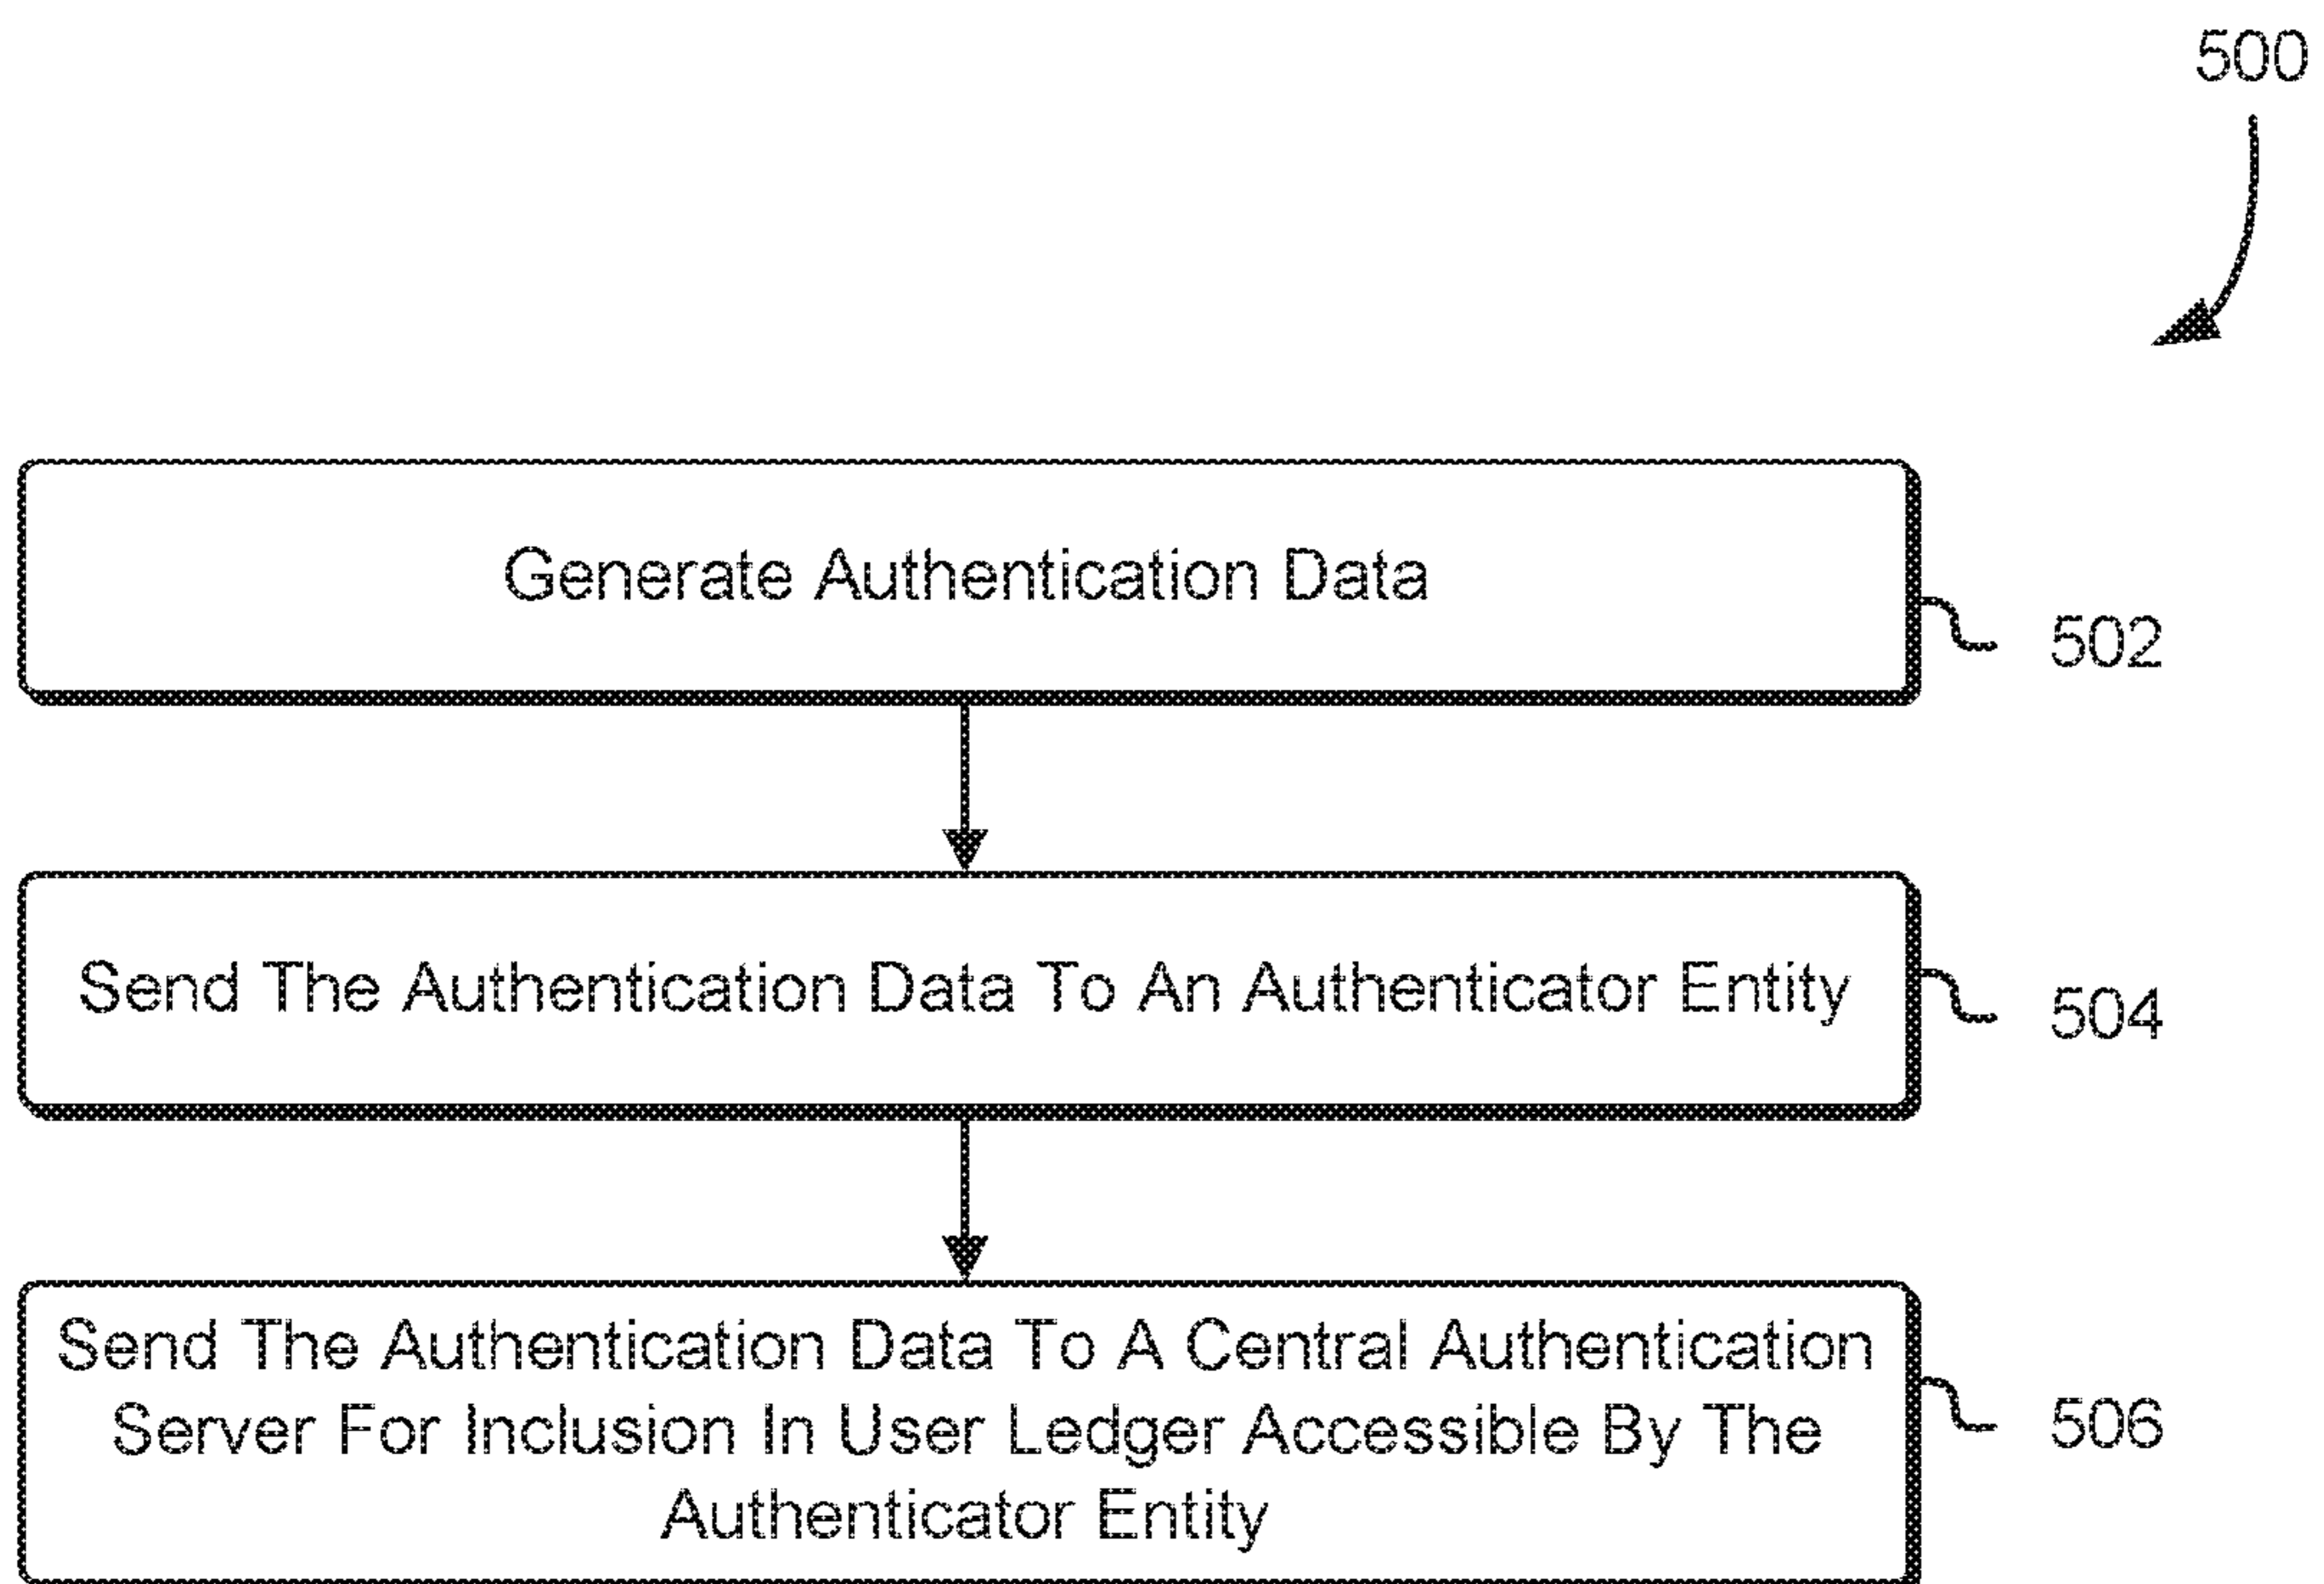 500
Generate Authentication Data
502
Send The Authentication Data To An Authenticator Entity
504
Send The Authentication Data To A Central Authentication
Server For Inclusion In User Ledger Accessible By The
Authenticator Entity
506